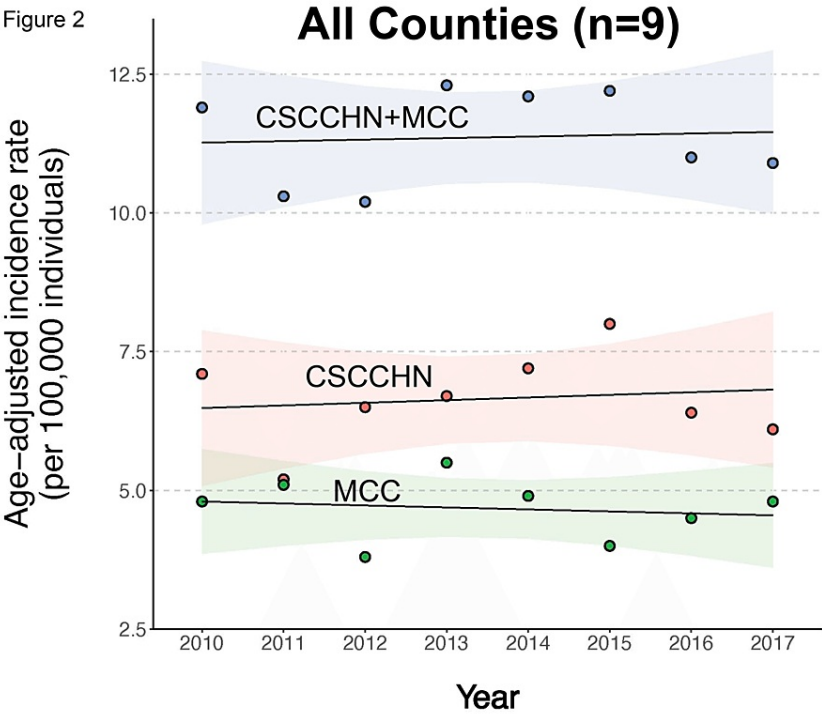 Figure 2
All Counties (n=9)
Age-adjusted incidence rate
(per 100,000 individuals)
12.5
10.0
7.5
5.0
2.5
CSCCHN+MCC
CSCCHN
MCC
2010 2011 2012 2013 2014 2015 2016 2017
Year